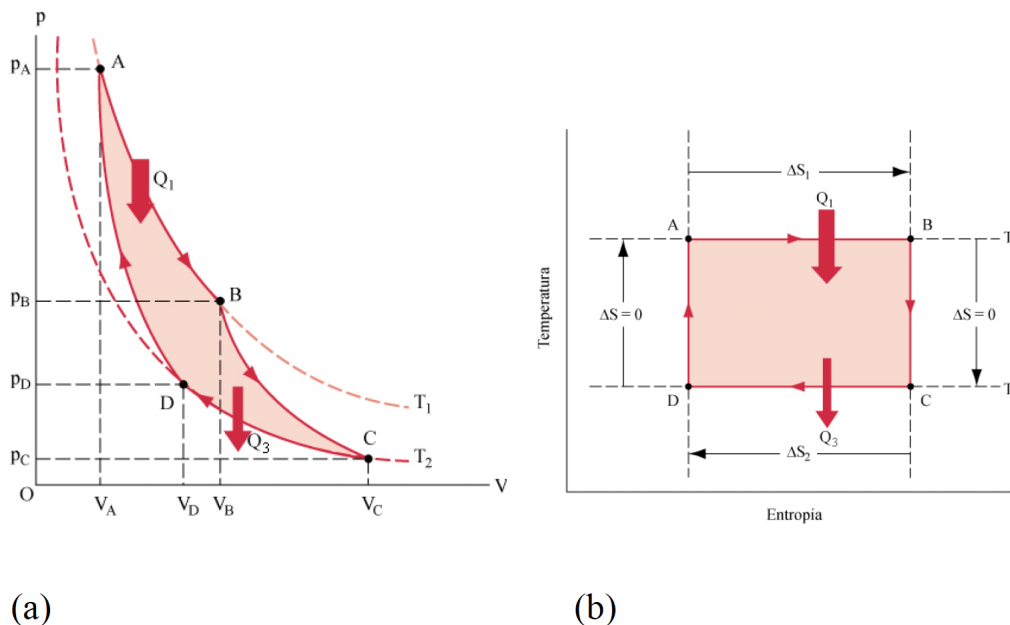 p
p_A
A
Q_1
p_B
B
p_D
D
T_1
Q_3
C
p_C
T_2
O
V
V_A
V_D
V_B
V_C
(a)
ΔS_1
Q_1
A
B
T
Temperatura
ΔS = 0
ΔS = 0
D
C
T
Q_3
ΔS_2
Entropia
(b)